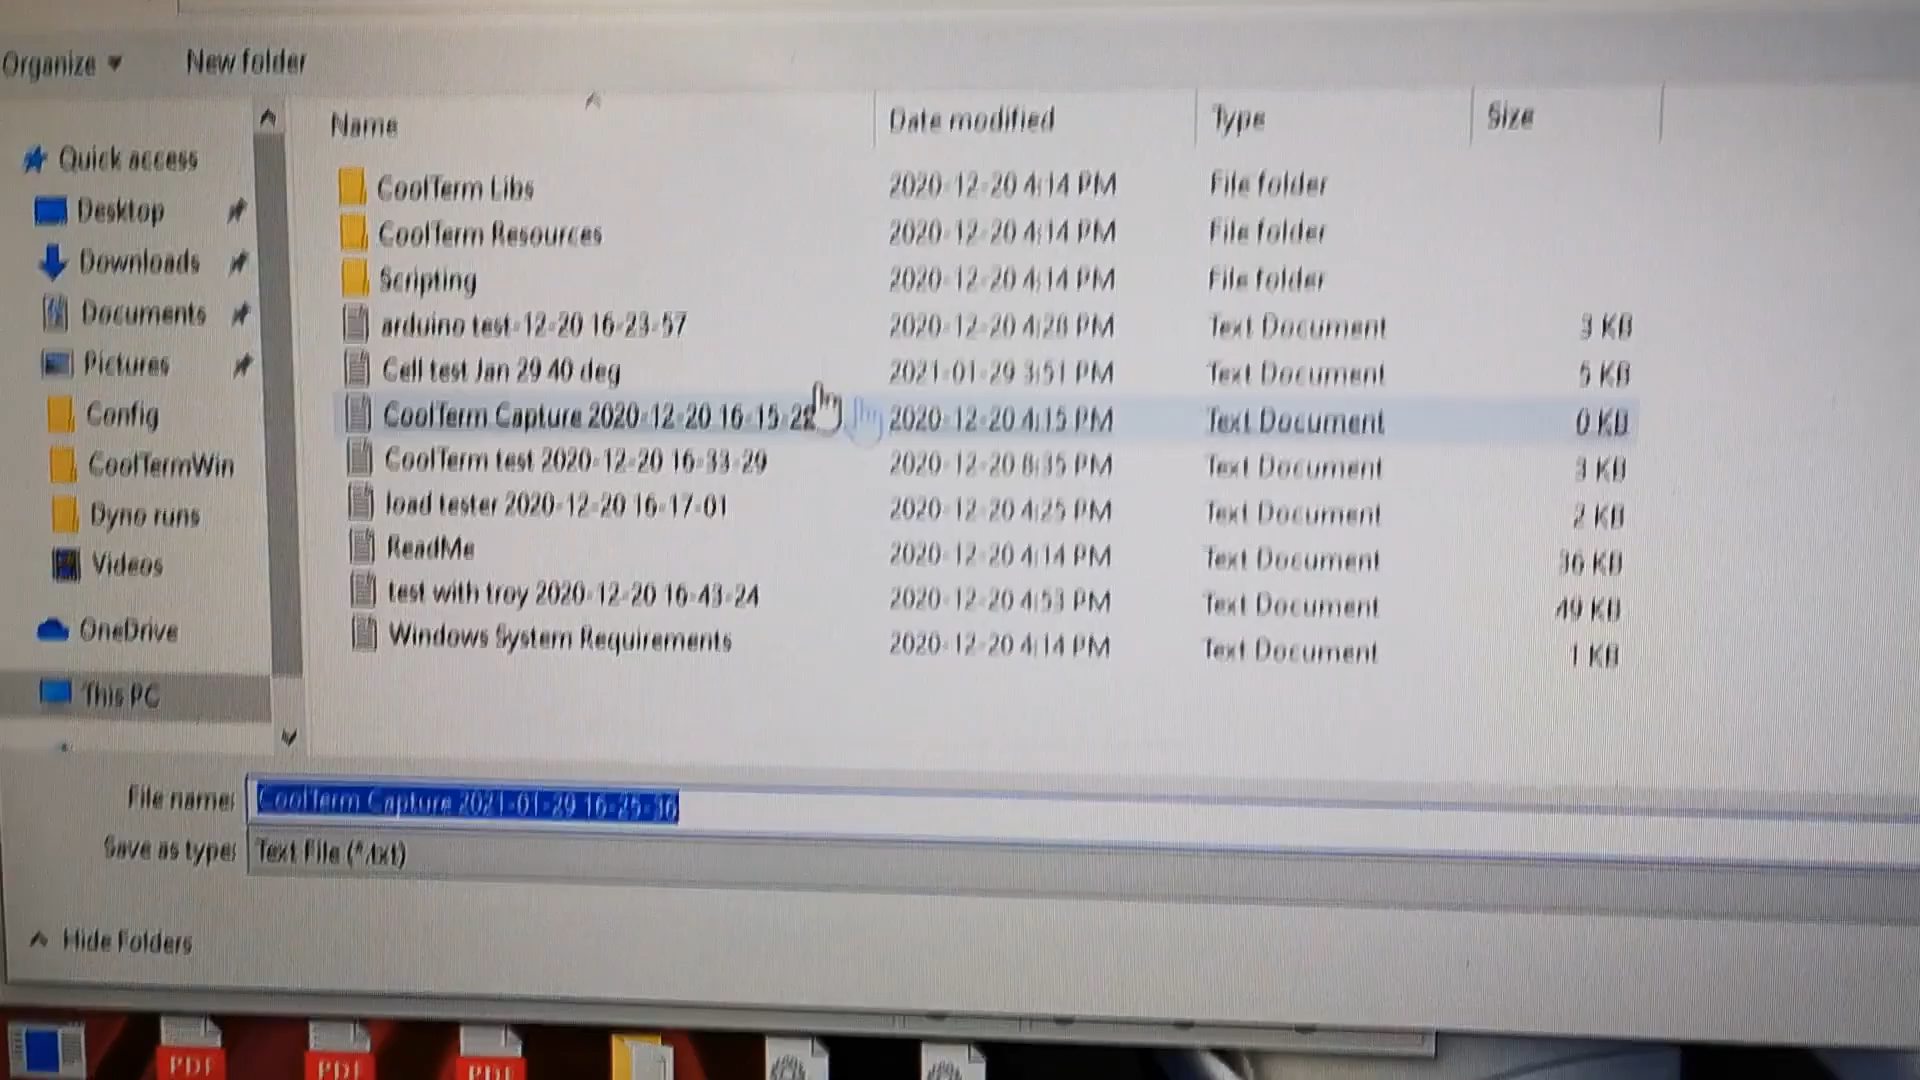 Organize New folder
Name Date modified Type Size
Quick access
Desktop
Downloads
Documents
Pictures
Config
CoolTermWin
Dyno runs
Videos
OneDrive
This PC
CoolTerm Libs 2020-12-20 4:14 PM File folder
CoolTerm Resources 2020-12-20 4:14 PM File folder
Scripting 2020-12-20 4:14 PM File folder
arduino test-12-20 16-23-57 2020-12-20 4:28 PM Text Document 3 KB
Cell test Jan 29 40 deg 2021-01-29 3:51 PM Text Document 5 KB
CoolTerm Capture 2020-12-20 16-15-28 2020-12-20 4:15 PM Text Document 0 KB
CoolTerm test 2020-12-20 16-33-29 2020-12-20 8:35 PM Text Document 3 KB
load tester 2020-12-20 16-17-01 2020-12-20 4:25 PM Text Document 2 KB
ReadMe 2020-12-20 4:14 PM Text Document 36 KB
test with troy 2020-12-20 16-43-24 2020-12-20 4:53 PM Text Document 49 KB
Windows System Requirements 2020-12-20 4:14 PM Text Document 1 KB
File name: CoolTerm Capture 2021-01-29 16-25-36
Save as type: Text File (*.txt)
Hide Folders
PDF PDF PDF